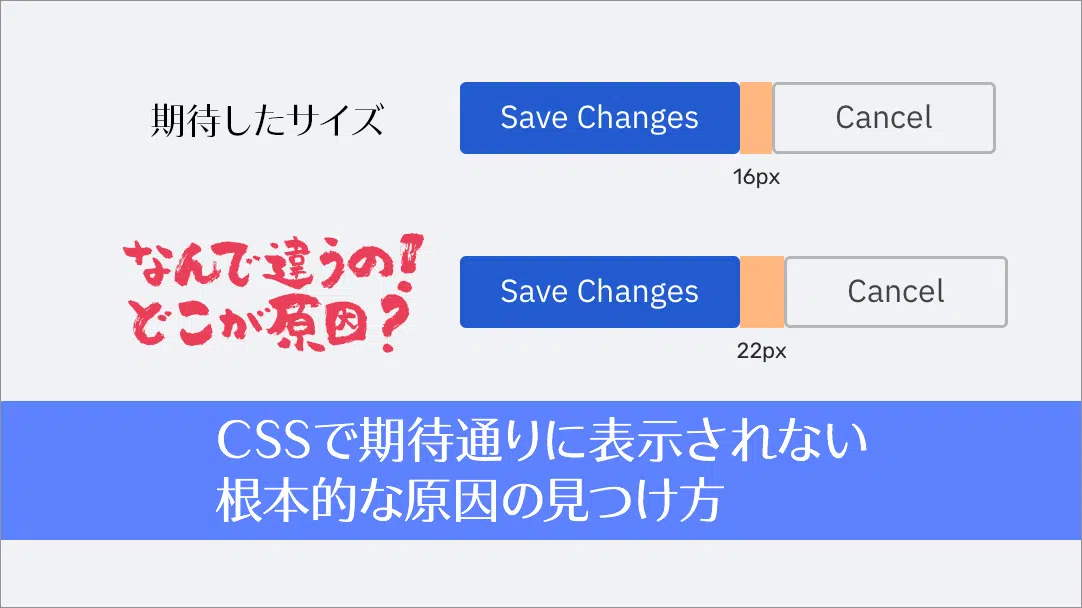 期待したサイズ
Save Changes
Cancel
16px
なんで違うの!
どこが原因?
Save Changes
Cancel
22px
CSSで期待通りに表示されない
根本的な原因の見つけ方